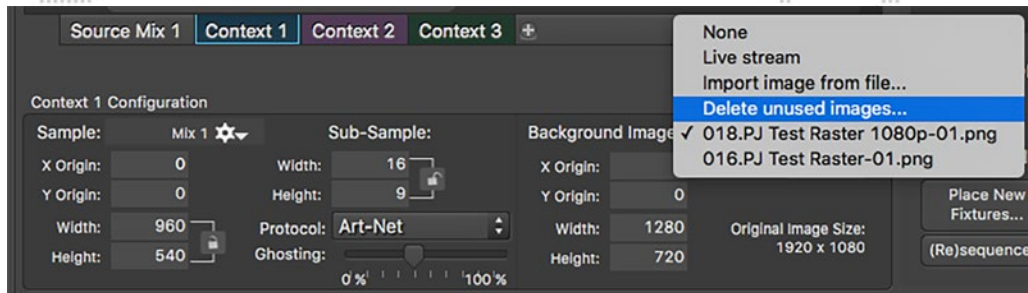 Source Mix 1 Context 1 Context 2 Context 3
None
Live stream
Import image from file...
Delete unused images...
✓ 018.PJ Test Raster 1080p-01.png
016.PJ Test Raster-01.png
Context 1 Configuration
Sample: Mix 1 Sub-Sample: Background Image
X Origin: 0 Width: 16 X Origin:
Y Origin: 0 Height: 9 Y Origin: 0
Width: 960 Protocol: Art-Net Width: 1280 Original Image Size:
Height: 540 Ghosting: Height: 720 1920 x 1080
0% 100%
Place New
Fixtures...
(Re)sequence